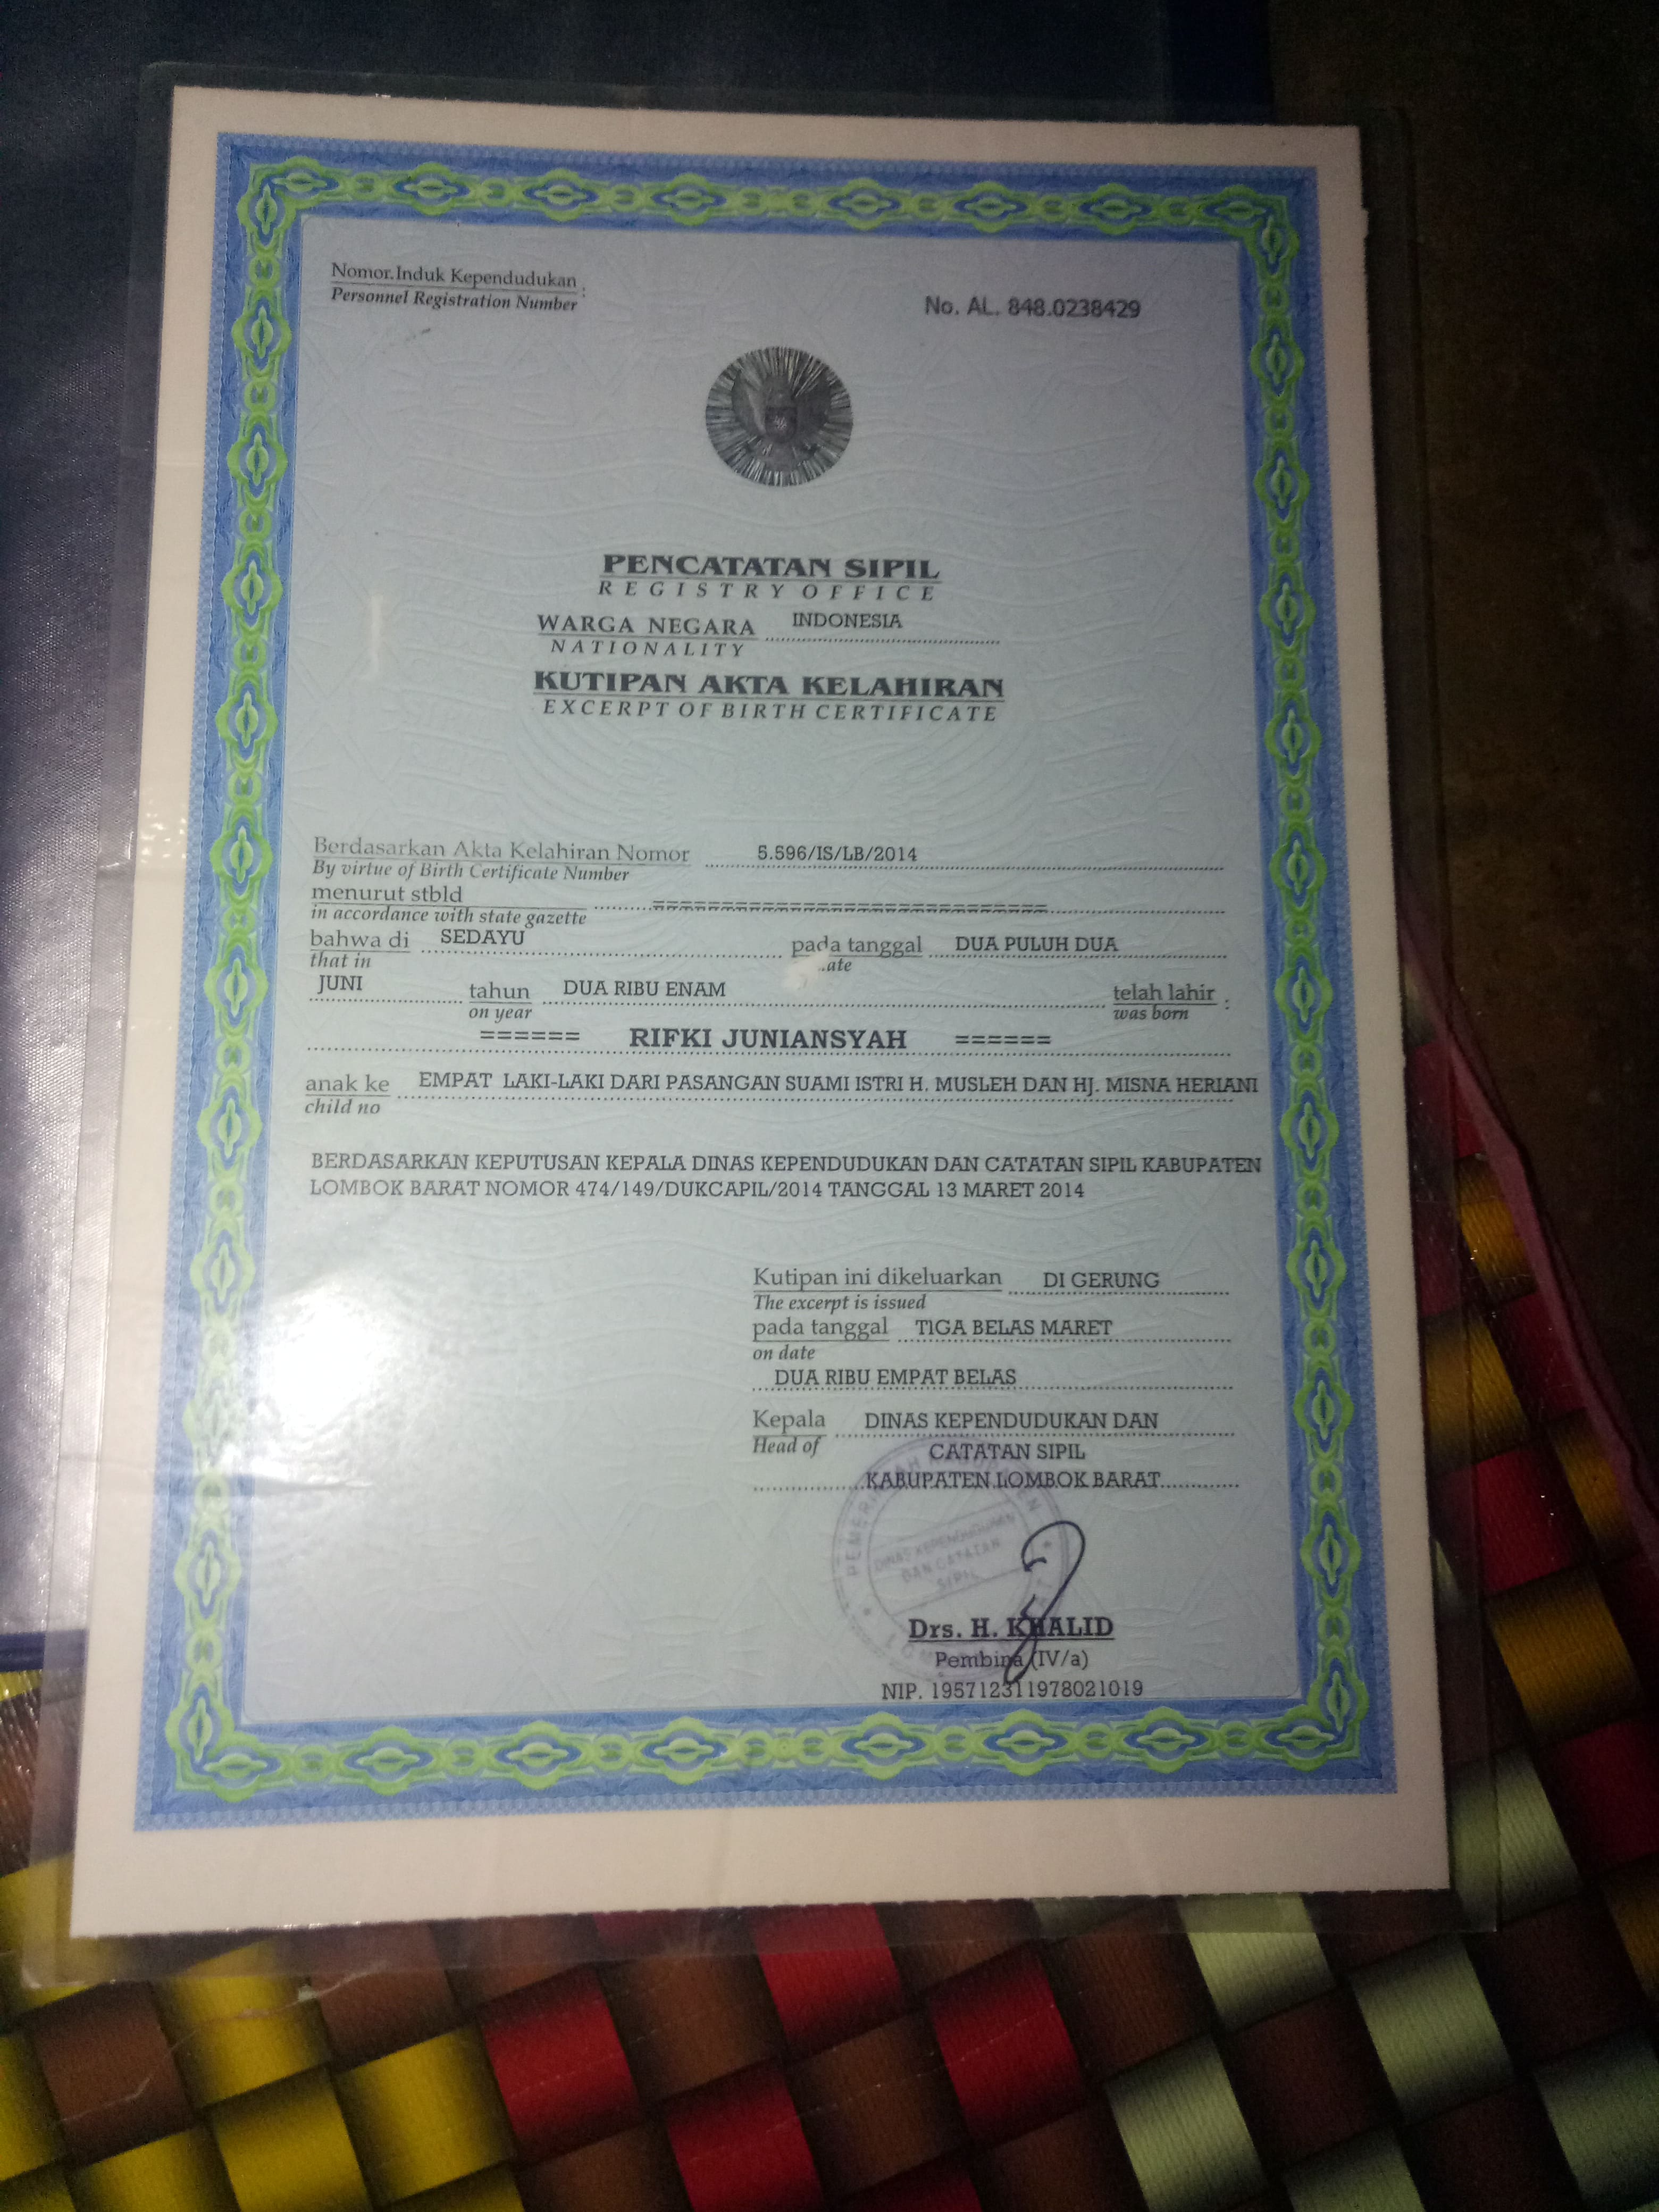 Nomor.Induk Kependudukan :
Personnel Registration Number
No. AL. 848.0238429
PENCATATAN SIPIL
REGISTRY OFFICE
WARGA NEGARA INDONESIA
NATIONALITY
KUTIPAN AKTA KELAHIRAN
EXCERPT OF BIRTH CERTIFICATE
Berdasarkan Akta Kelahiran Nomor 5.596/IS/LB/2014
By virtue of Birth Certificate Number
menurut stbld ============================
in accordance with state gazette
bahwa di SEDAYU pada tanggal DUA PULUH DUA
that in ate
JUNI tahun DUA RIBU ENAM telah lahir :
on year was born
====== RIFKI JUNIANSYAH ======
anak ke EMPAT LAKI-LAKI DARI PASANGAN SUAMI ISTRI H. MUSLEH DAN HJ. MISNA HERIANI
child no
BERDASARKAN KEPUTUSAN KEPALA DINAS KEPENDUDUKAN DAN CATATAN SIPIL KABUPATEN
LOMBOK BARAT NOMOR 474/149/DUKCAPIL/2014 TANGGAL 13 MARET 2014
Kutipan ini dikeluarkan DI GERUNG
The excerpt is issued
pada tanggal TIGA BELAS MARET
on date
DUA RIBU EMPAT BELAS
Kepala DINAS KEPENDUDUKAN DAN
Head of CATATAN SIPIL
KABUPATEN LOMBOK BARAT
DINAS KEPENDUDUKAN
DAN CATATAN
SIPIL
Drs. H. KHALID
Pembina (IV/a)
NIP. 195712311978021019